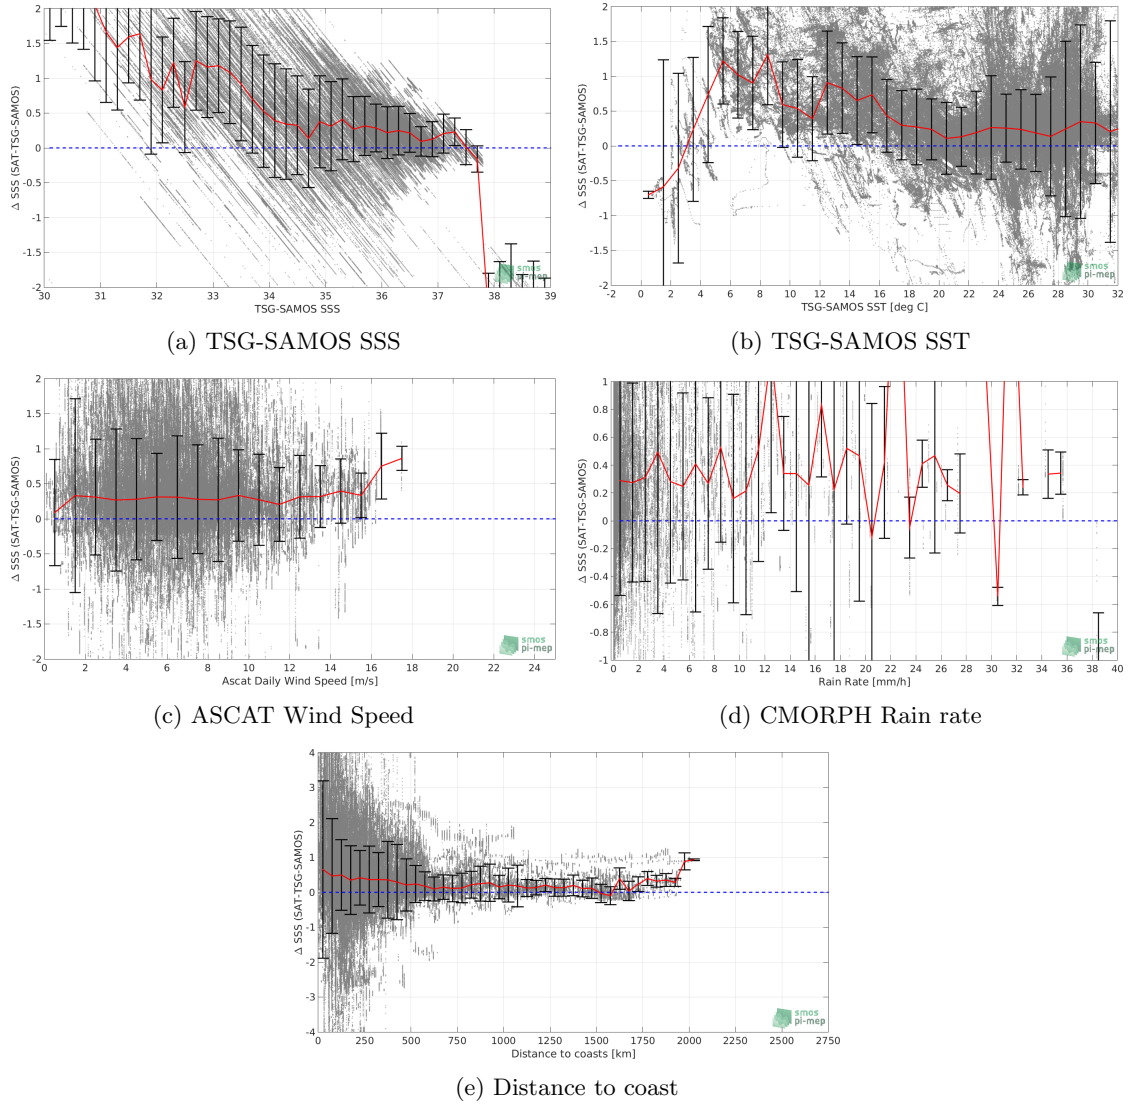 2
1.5
1
0.5
0
-0.5
-1
-1.5
-2
Δ SSS (SAT-TSG-SAMOS)
30 31 32 33 34 35 36 37 38 39
TSG-SAMOS SSS
smos
pi-mep
(a) TSG-SAMOS SSS
2
1.5
1
0.5
0
-0.5
-1
-1.5
-2
Δ SSS (SAT-TSG-SAMOS)
-2 0 2 4 6 8 10 12 14 16 18 20 22 24 26 28 30 32
TSG-SAMOS SST [deg C]
smos
pi-mep
(b) TSG-SAMOS SST
2
1.5
1
0.5
0
-0.5
-1
-1.5
-2
Δ SSS (SAT-TSG-SAMOS)
0 2 4 6 8 10 12 14 16 18 20 22 24
Ascat Daily Wind Speed [m/s]
smos
pi-mep
(c) ASCAT Wind Speed
1
0.8
0.6
0.4
0.2
0
-0.2
-0.4
-0.6
-0.8
-1
Δ SSS (SAT-TSG-SAMOS)
0 2 4 6 8 10 12 14 16 18 20 22 24 26 28 30 32 34 36 38 40
Rain Rate [mm/h]
smos
pi-mep
(d) CMORPH Rain rate
4
3
2
1
0
-1
-2
-3
-4
Δ SSS (SAT-TSG-SAMOS)
0 250 500 750 1000 1250 1500 1750 2000 2250 2500 2750
Distance to coasts [km]
smos
pi-mep
(e) Distance to coast